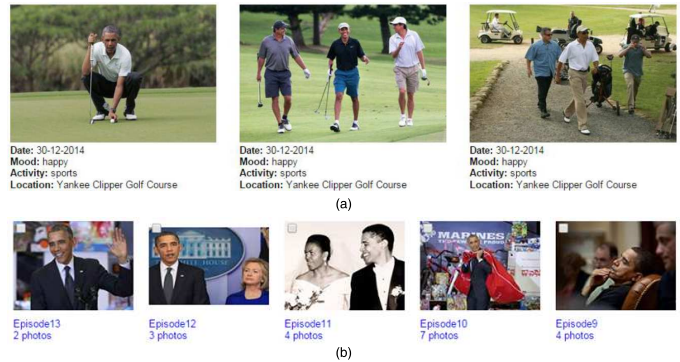 Date: 30-12-2014
Mood: happy
Activity: sports
Location: Yankee Clipper Golf Course
Date: 30-12-2014
Mood: happy
Activity: sports
Location: Yankee Clipper Golf Course
Date: 30-12-2014
Mood: happy
Activity: sports
Location: Yankee Clipper Golf Course
(a)
WHITE HOUSE
MARINES
Episode13
2 photos
Episode12
3 photos
Episode11
4 photos
Episode10
7 photos
Episode9
4 photos
(b)